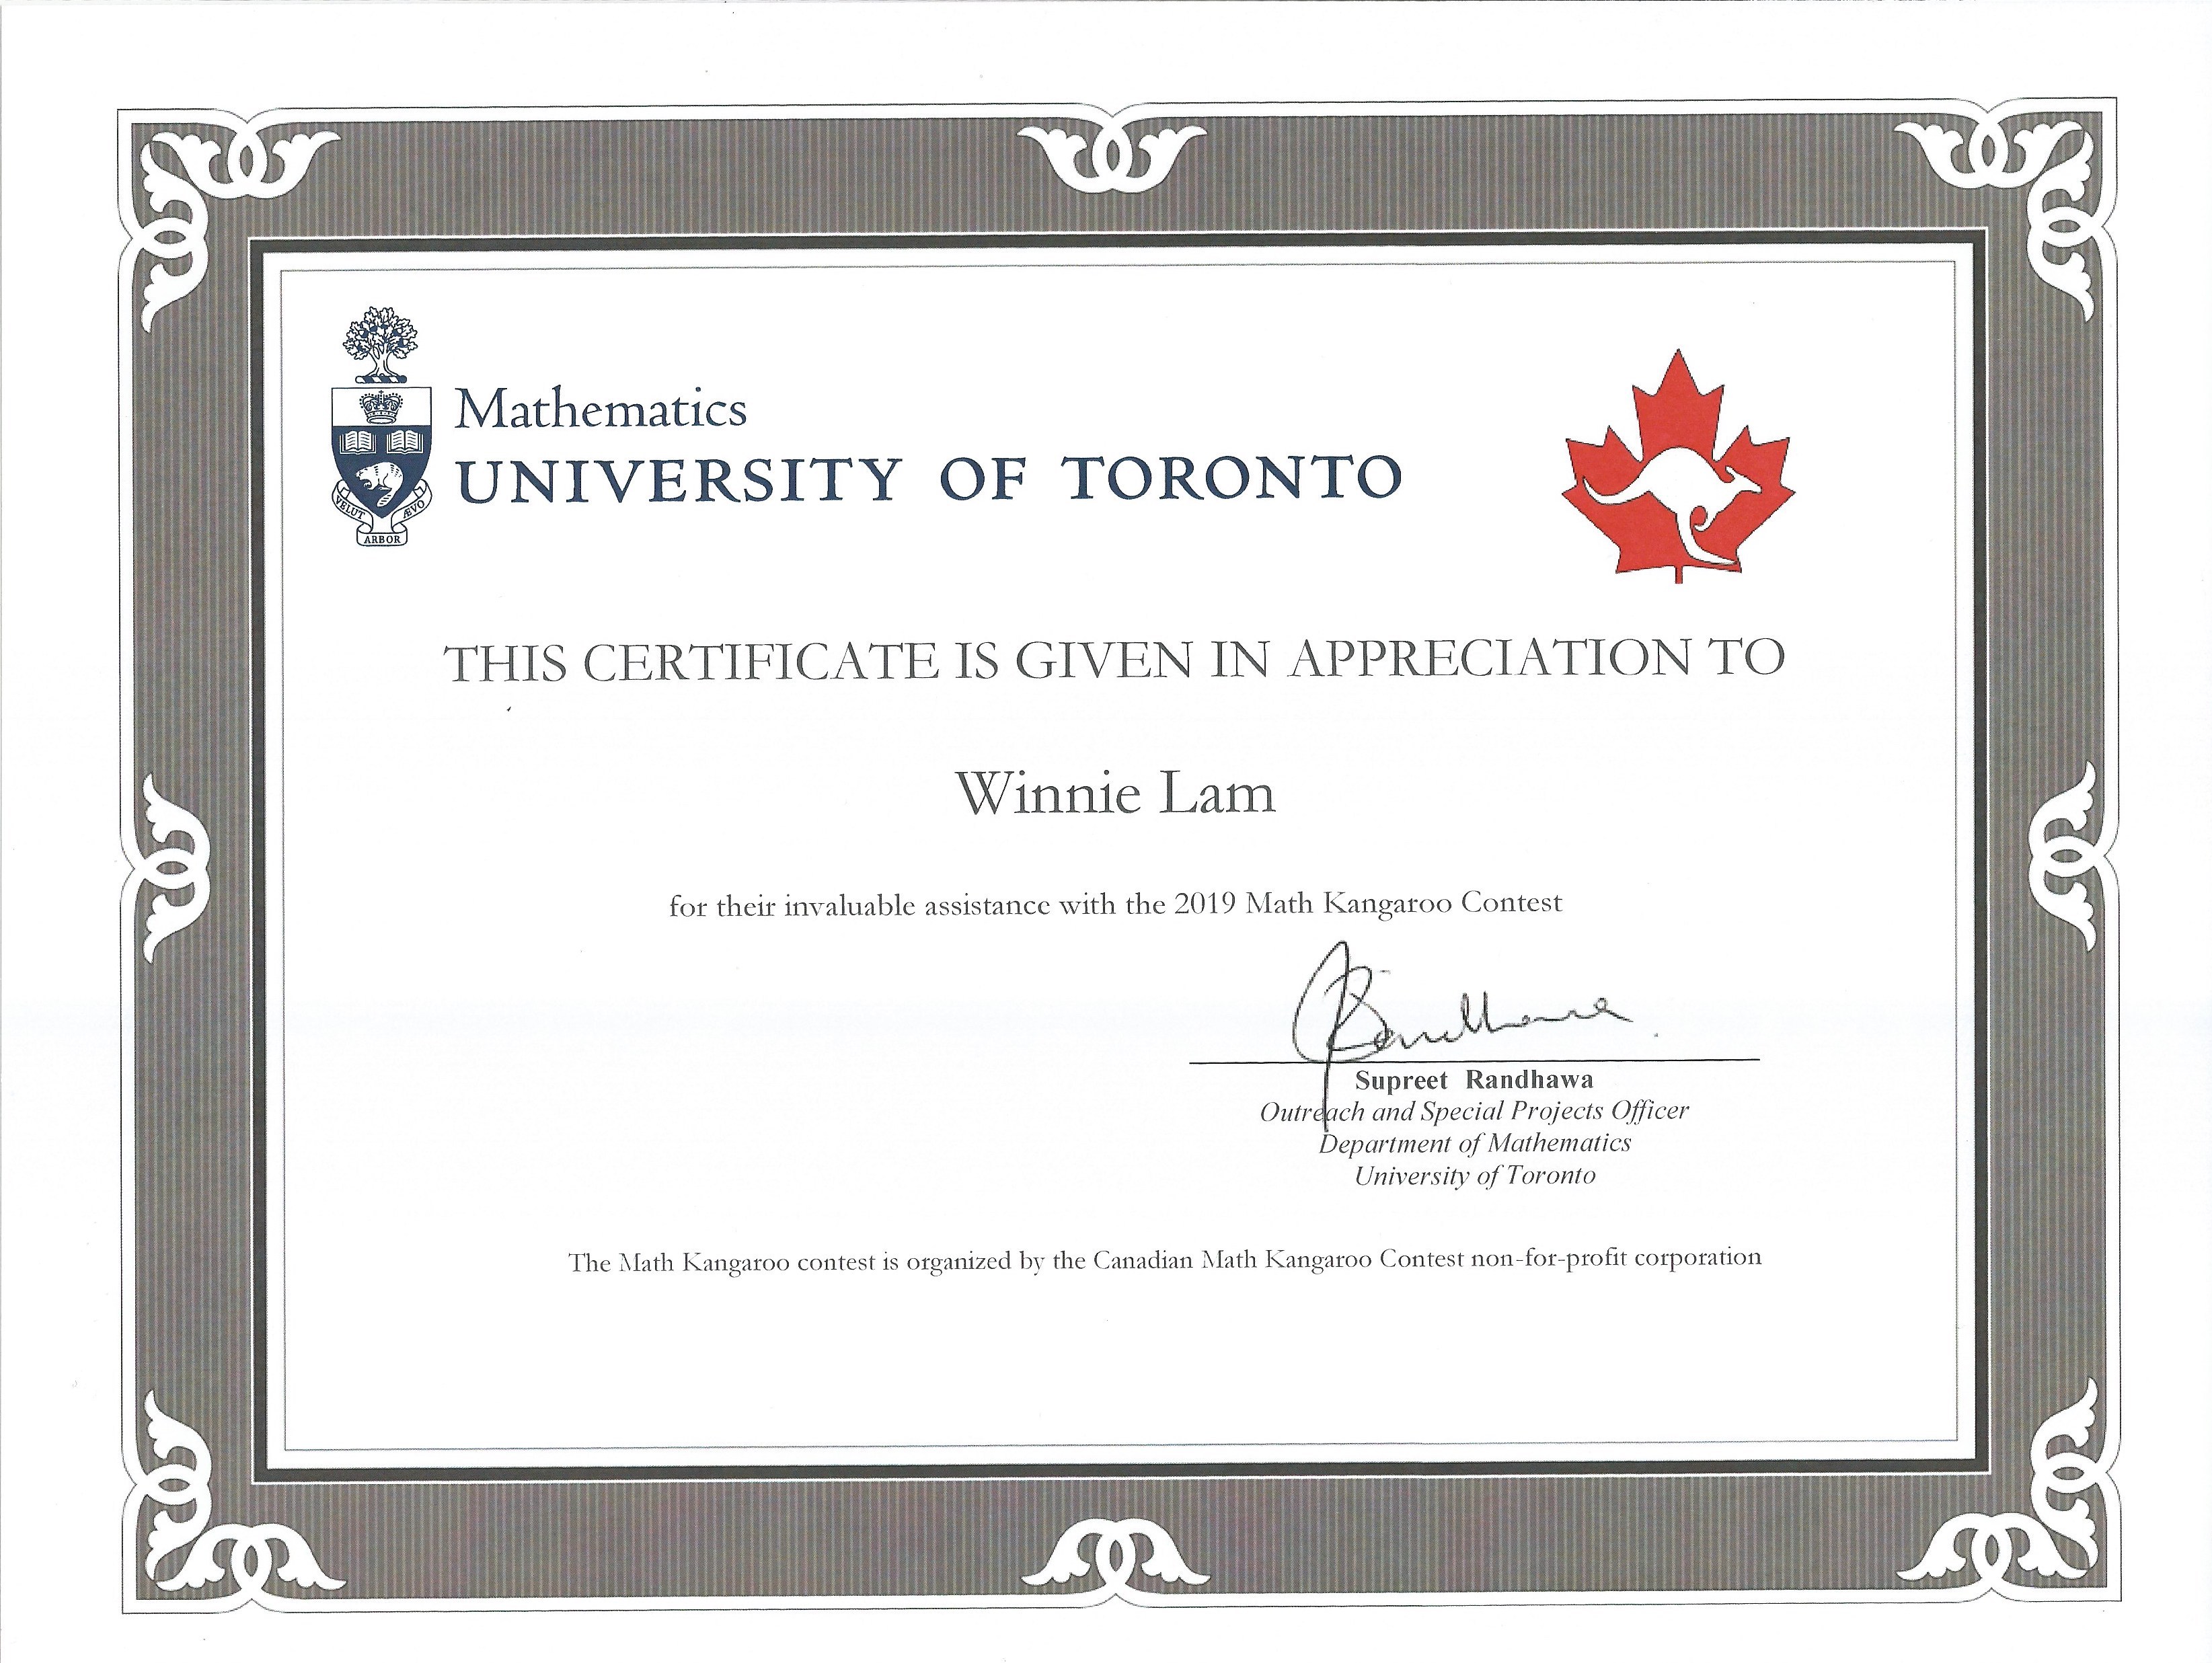 Mathematics
UNIVERSITY OF TORONTO
VELUT
ARBOR
ÆVO
THIS CERTIFICATE IS GIVEN IN APPRECIATION TO
Winnie Lam
for their invaluable assistance with the 2019 Math Kangaroo Contest
Supreet Randhawa
Outreach and Special Projects Officer
Department of Mathematics
University of Toronto
The Math Kangaroo contest is organized by the Canadian Math Kangaroo Contest non-for-profit corporation